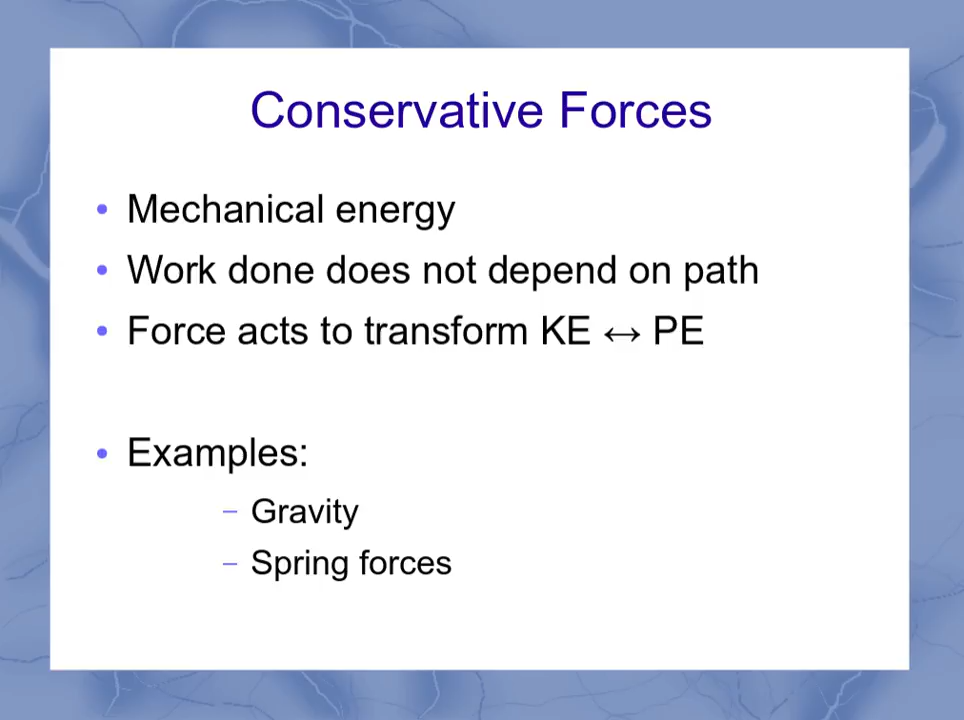 Conservative Forces
• Mechanical energy
• Work done does not depend on path
• Force acts to transform KE ↔ PE
• Examples:
– Gravity
– Spring forces